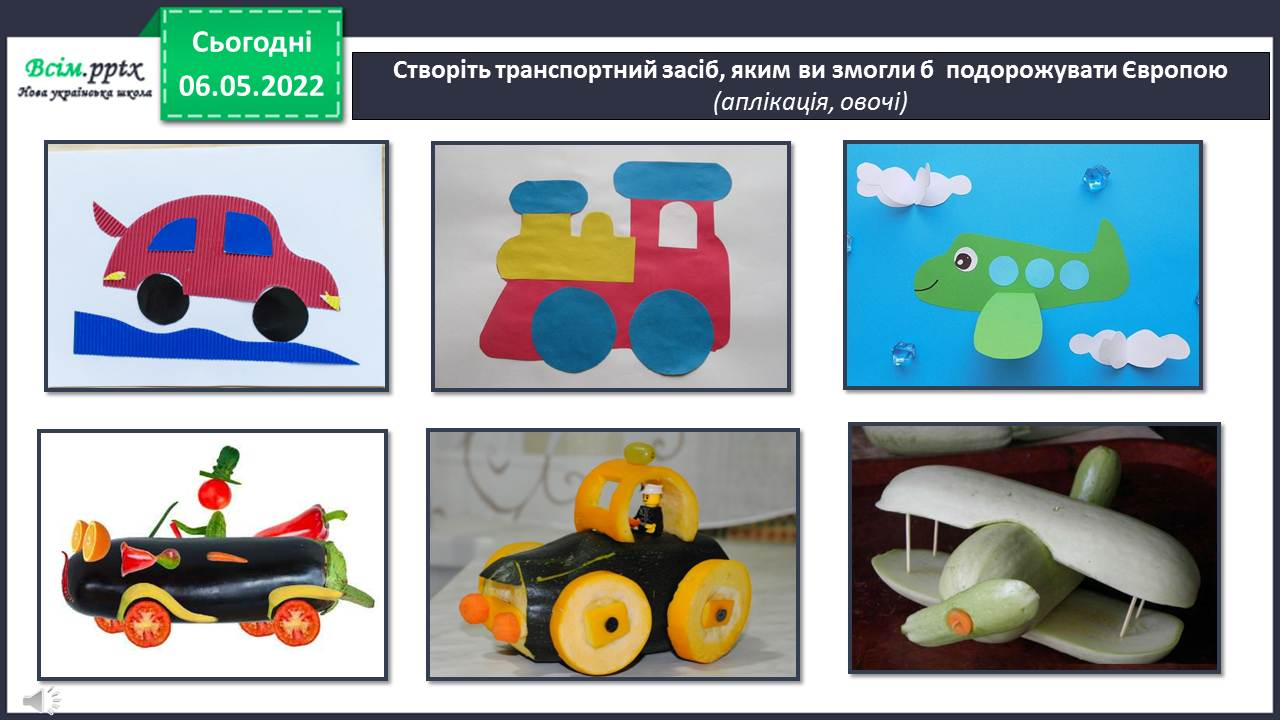 Всім.pptx
Нова українська школа
Сьогодні
06.05.2022
Створіть транспортний засіб, яким ви змогли б подорожувати Європою
(аплікація, овочі)